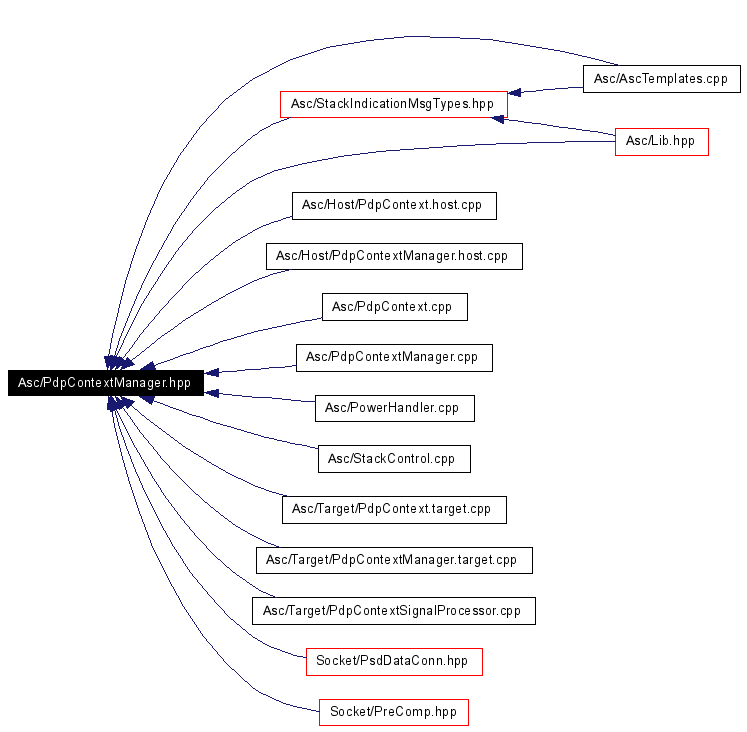 Asc/AscTemplates.cpp
Asc/StackIndicationMsgTypes.hpp
Asc/Lib.hpp
Asc/Host/PdpContext.host.cpp
Asc/Host/PdpContextManager.host.cpp
Asc/PdpContext.cpp
Asc/PdpContextManager.cpp
Asc/PdpContextManager.hpp
Asc/PowerHandler.cpp
Asc/StackControl.cpp
Asc/Target/PdpContext.target.cpp
Asc/Target/PdpContextManager.target.cpp
Asc/Target/PdpContextSignalProcessor.cpp
Socket/PsdDataConn.hpp
Socket/PreComp.hpp